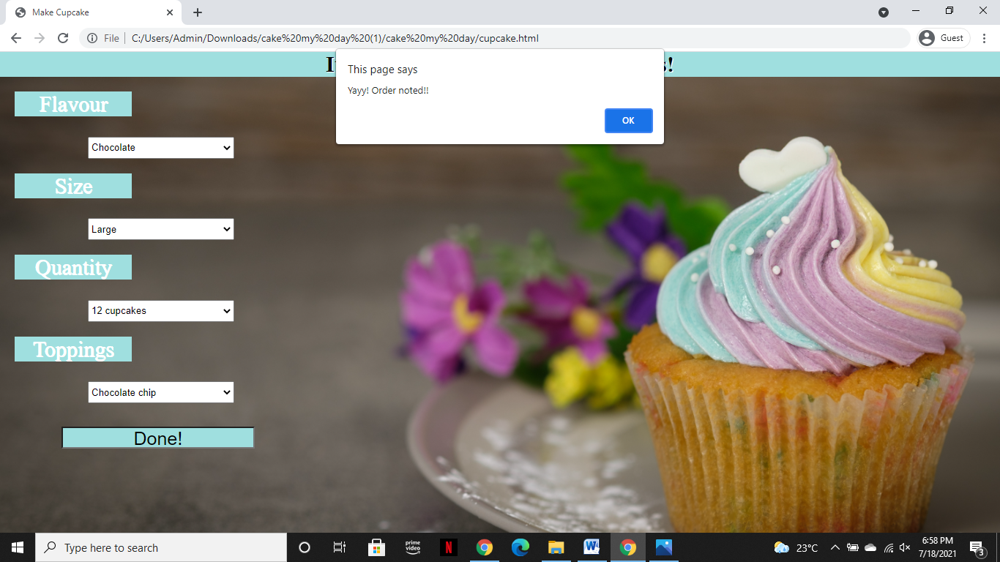 Make Cupcake
File
C:/Users/Admin/Downloads/cake%20my%20day%20(1)/cake%20my%20day/cupcake.html
Guest
This page says
Yayy! Order noted!!
OK
Flavour
Chocolate
Size
Large
Quantity
12 cupcakes
Toppings
Chocolate chip
Done!
Type here to search
prime video
N
W
23°C
6:58 PM
7/18/2021
3